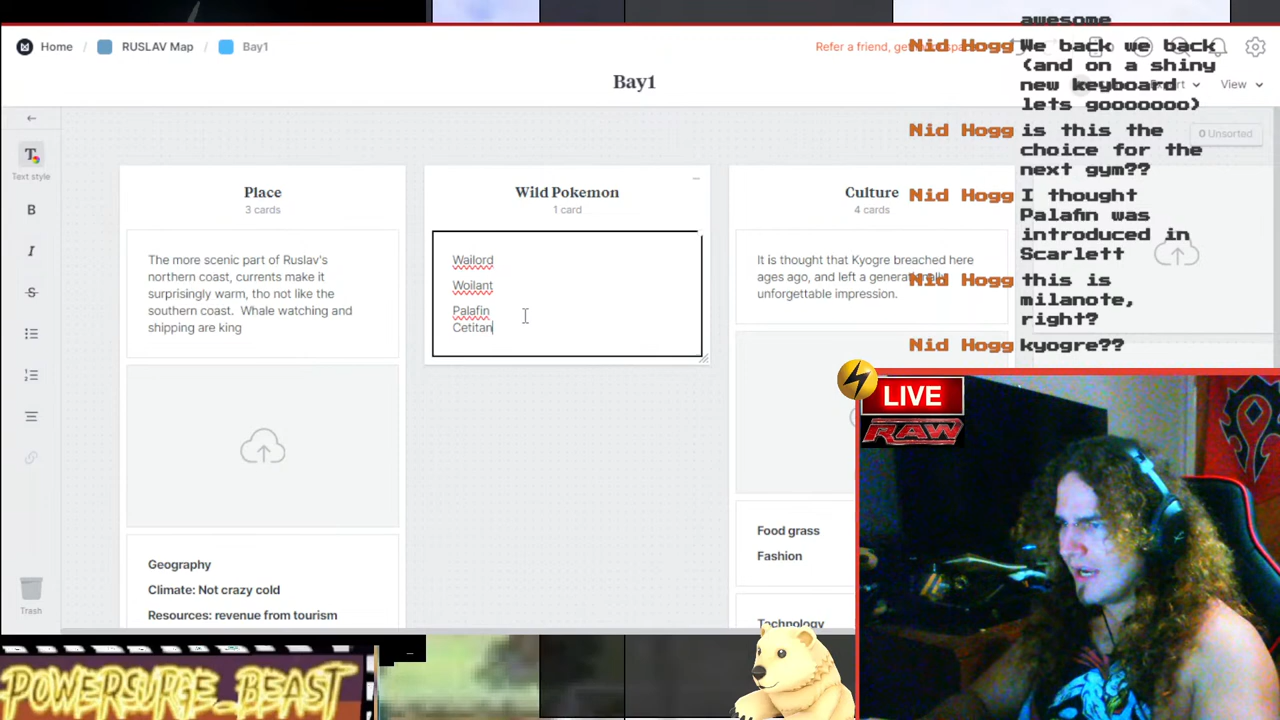 Home / RUSLAV Map / Bay1
Refer a friend, get
Bay1
View
T
Text style
B
I
S
Trash
0 Unsorted
Place
3 cards
The more scenic part of Ruslav's
northern coast, currents make it
surprisingly warm, tho not like the
southern coast. Whale watching and
shipping are king
Geography
Climate: Not crazy cold
Resources: revenue from tourism
Wild Pokemon
1 card
Wailord
Woilant
Palafin
Cetitan
Culture
4 cards
It is thought that Kyogre breached here
ages ago, and left a generationally
unforgettable impression.
Food grass
Fashion
Technology
awesome
Nid Hogg We back we back
(and on a shiny
new keyboard
lets gooooooo)
Nid Hogg is this the
choice for the
next gym??
Nid Hogg I thought
Palafin was
introduced in
Scarlett
Nid Hogg this is
milanote,
right?
Nid Hogg kyogre??
LIVE
RAW
POWERSURGE_BEAST